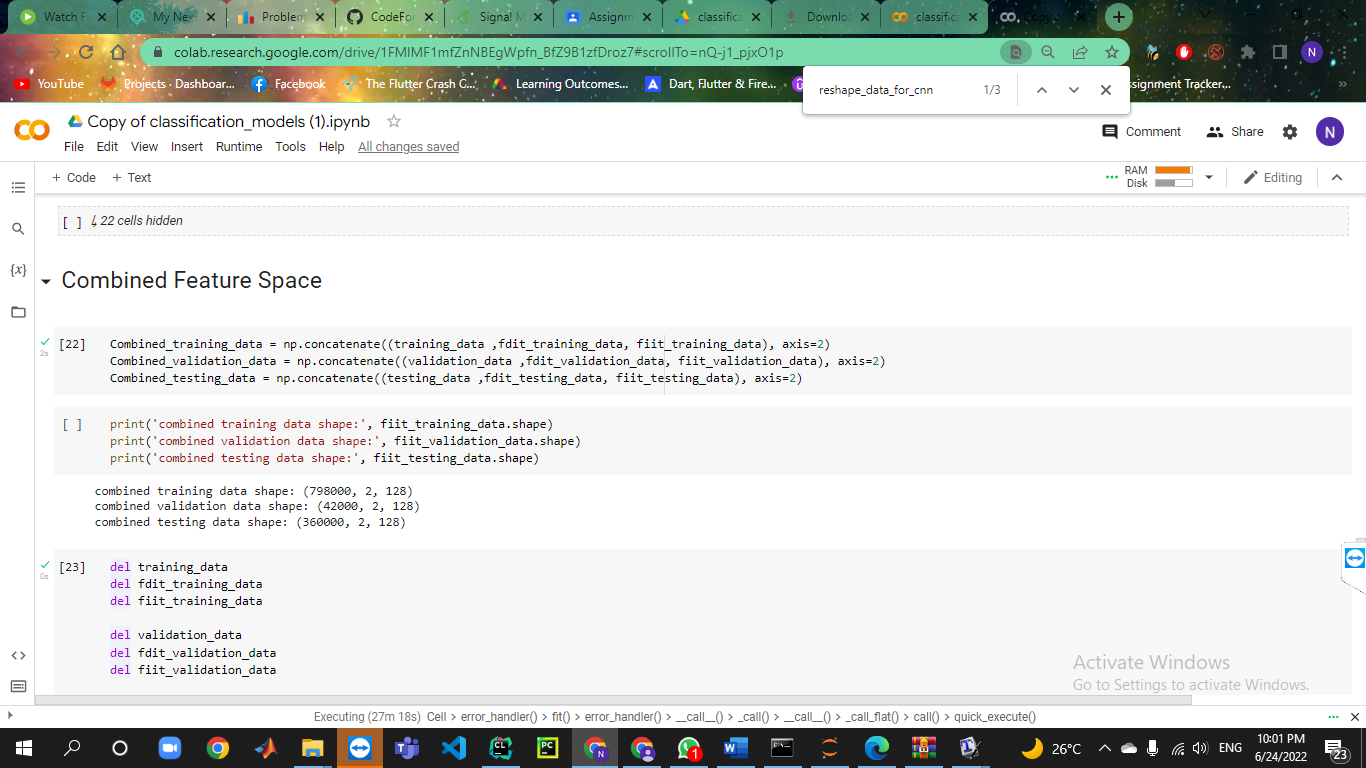 Watch F
My Nex
Problem
CodeFor
Signal M
Assignm
classifica
Downloa
classific
Copy
colab.research.google.com/drive/1FMIMF1mfZnNBEgWpfn_BfZ9B1zfDroz7#scrollTo=nQ-j1_pjxO1p
N
YouTube
Projects · Dashboar...
Facebook
The Flutter Crash C...
Learning Outcomes...
Dart, Flutter & Fire...
ssignment Tracker...
reshape_data_for_cnn 1/3
Copy of classification_models (1).ipynb
Comment Share N
File Edit View Insert Runtime Tools Help All changes saved
+ Code + Text
RAM
Disk
Editing
[ ] ↳ 22 cells hidden
Combined Feature Space
[22] Combined_training_data = np.concatenate((training_data ,fdit_training_data, fiit_training_data), axis=2)
2s
Combined_validation_data = np.concatenate((validation_data ,fdit_validation_data, fiit_validation_data), axis=2)
Combined_testing_data = np.concatenate((testing_data ,fdit_testing_data, fiit_testing_data), axis=2)
[ ] print('combined training data shape:', fiit_training_data.shape)
print('combined validation data shape:', fiit_validation_data.shape)
print('combined testing data shape:', fiit_testing_data.shape)
combined training data shape: (798000, 2, 128)
combined validation data shape: (42000, 2, 128)
combined testing data shape: (360000, 2, 128)
[23] del training_data
0s
del fdit_training_data
del fiit_training_data
del validation_data
del fdit_validation_data
del fiit_validation_data
Activate Windows
Go to Settings to activate Windows.
Executing (27m 18s) Cell > error_handler() > fit() > error_handler() > __call__() > _call() > __call__() > _call_flat() > call() > quick_execute()
26°C
ENG
10:01 PM
6/24/2022
23